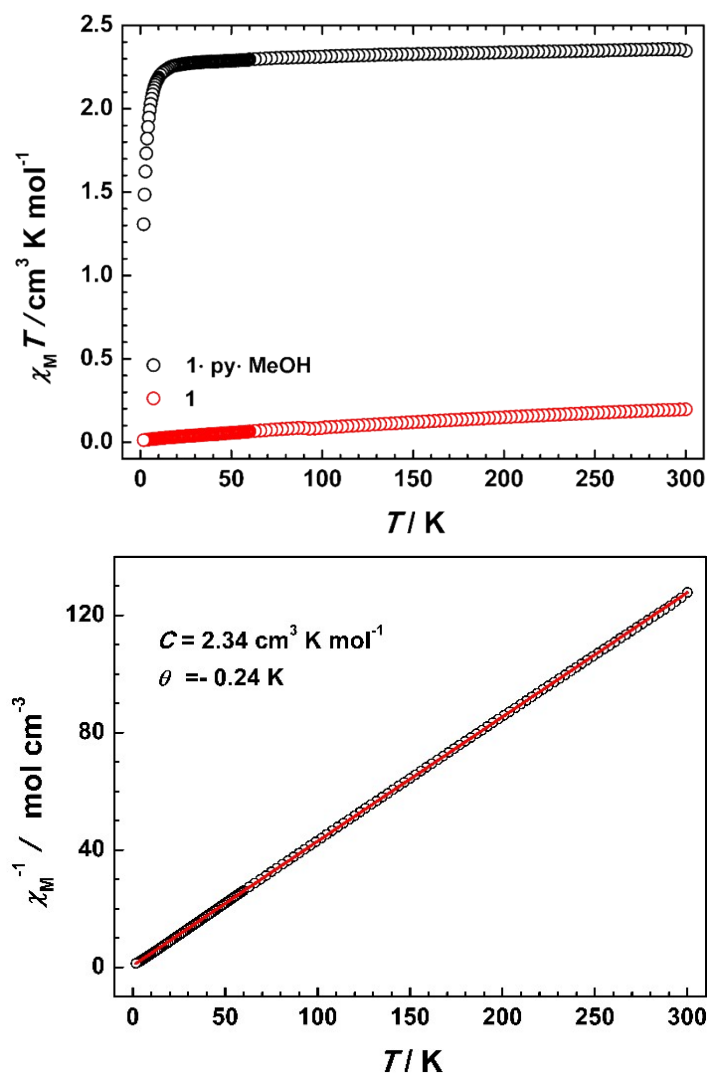 2.5
2.0
1.5
1.0
0.5
0.0
χM T / cm3 K mol-1
1· py· MeOH
1
0 50 100 150 200 250 300
T / K
120
80
40
0
χM-1 / mol cm-3
C = 2.34 cm3 K mol-1
θ =- 0.24 K
0 50 100 150 200 250 300
T / K